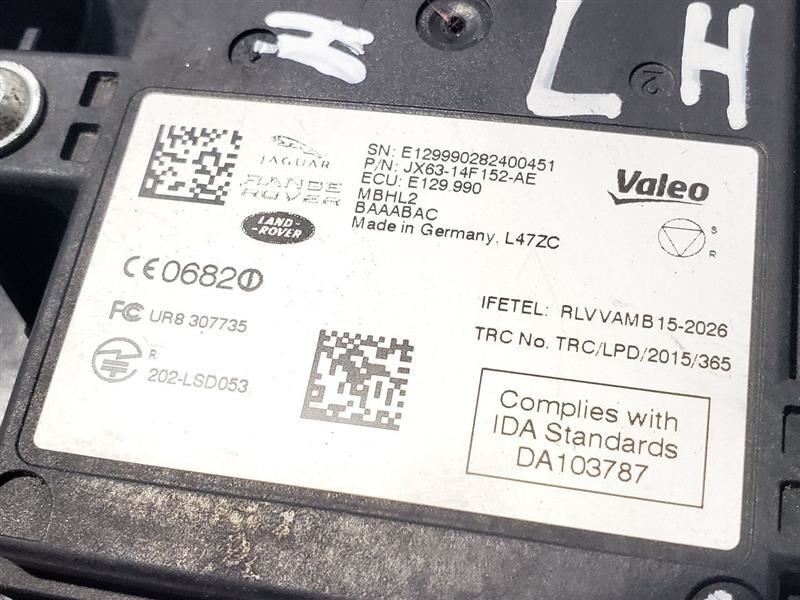 LH
2
SN: E129990282400451
P/N: JX63-14F152-AE
ECU: E129.990
MBHL2
BAAABAC
Made in Germany, L47ZC
JAGUAR
RANGE
ROVER
LAND-
ROVER
Valeo
S
R
CE0682
FC UR8 307735
R
202-LSD053
IFETEL: RLVVAMB15-2026
TRC No. TRC/LPD/2015/365
Complies with
IDA Standards
DA103787